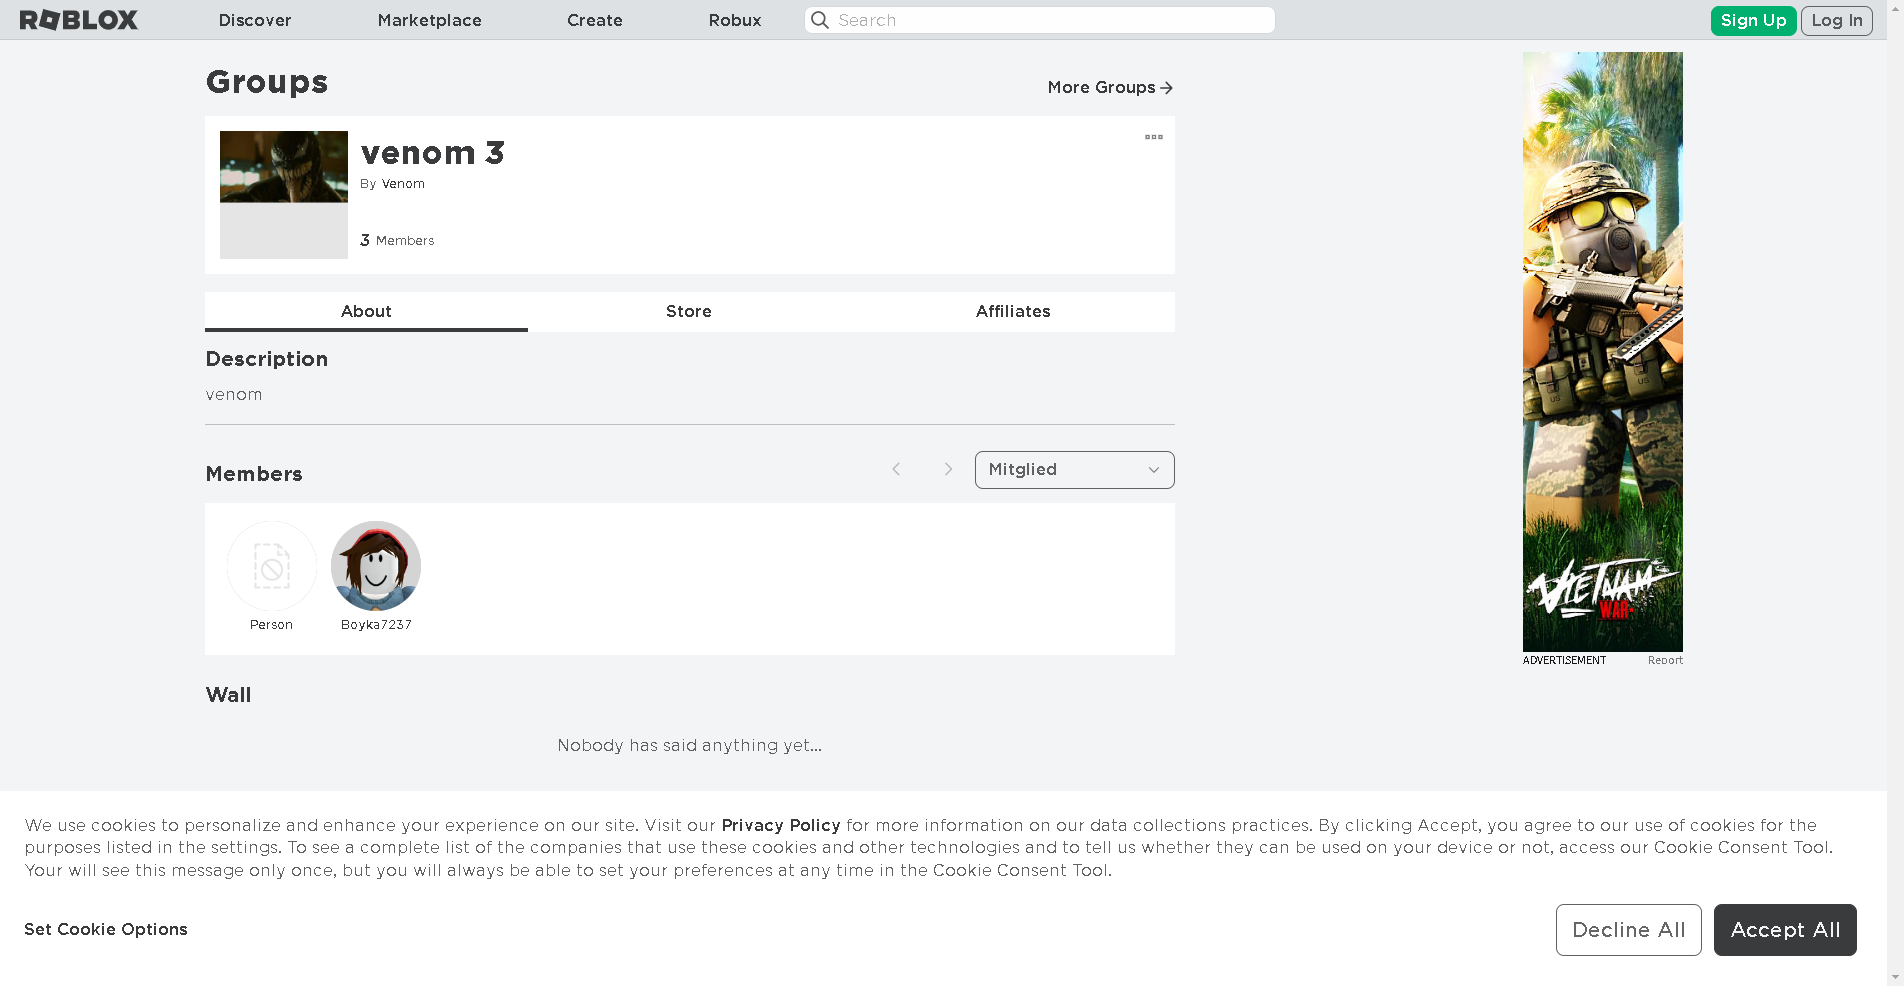 ROBLOX Discover Marketplace Create Robux Search Sign Up Log In
Groups
More Groups
venom 3
By Venom
3 Members
About Store Affiliates
Description
venom
Members
Mitglied
Person Boyka7237
Wall
Nobody has said anything yet...
VIETNAM
WAR
US
US
ADVERTISEMENT Report
We use cookies to personalize and enhance your experience on our site. Visit our Privacy Policy for more information on our data collections practices. By clicking Accept, you agree to our use of cookies for the
purposes listed in the settings. To see a complete list of the companies that use these cookies and other technologies and to tell us whether they can be used on your device or not, access our Cookie Consent Tool.
Your will see this message only once, but you will always be able to set your preferences at any time in the Cookie Consent Tool.
Set Cookie Options
Decline All Accept All